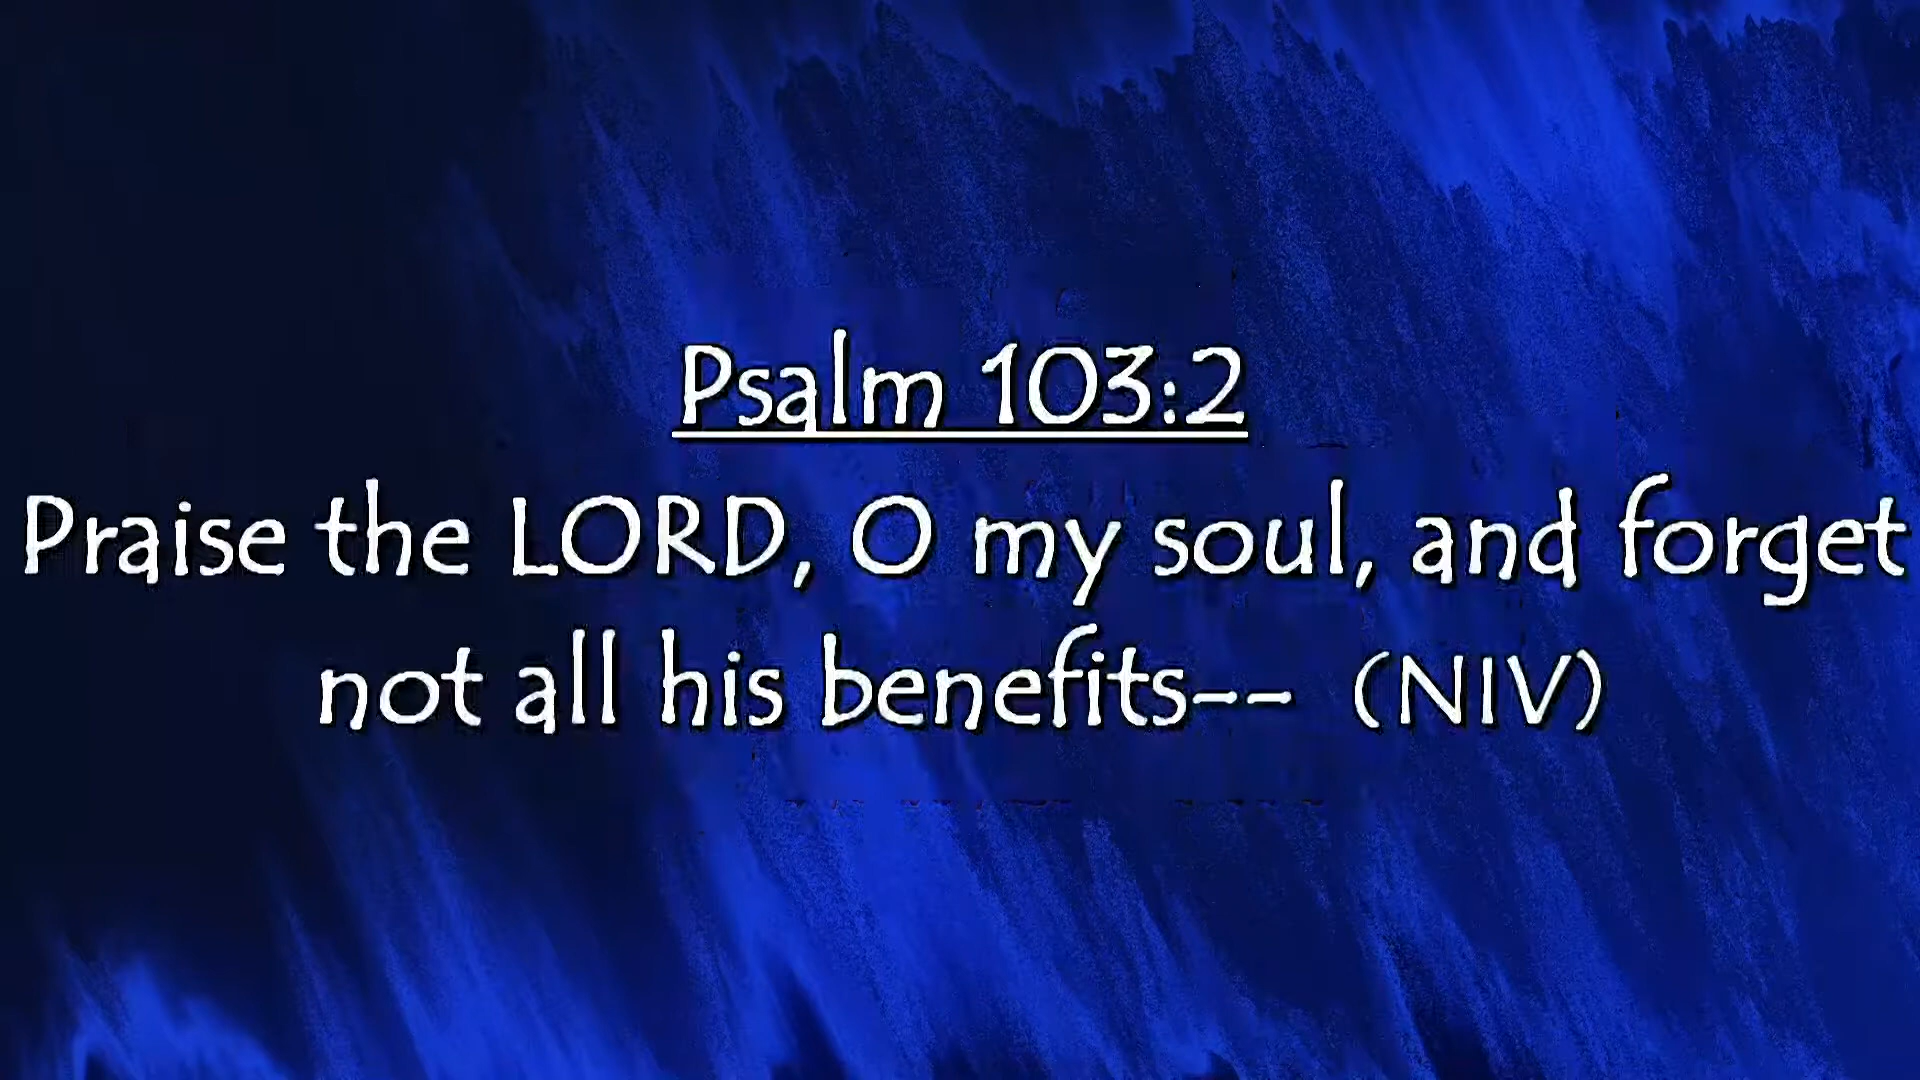 Psalm 103:2
Praise the LORD, O my soul, and forget
not all his benefits-- (NIV)